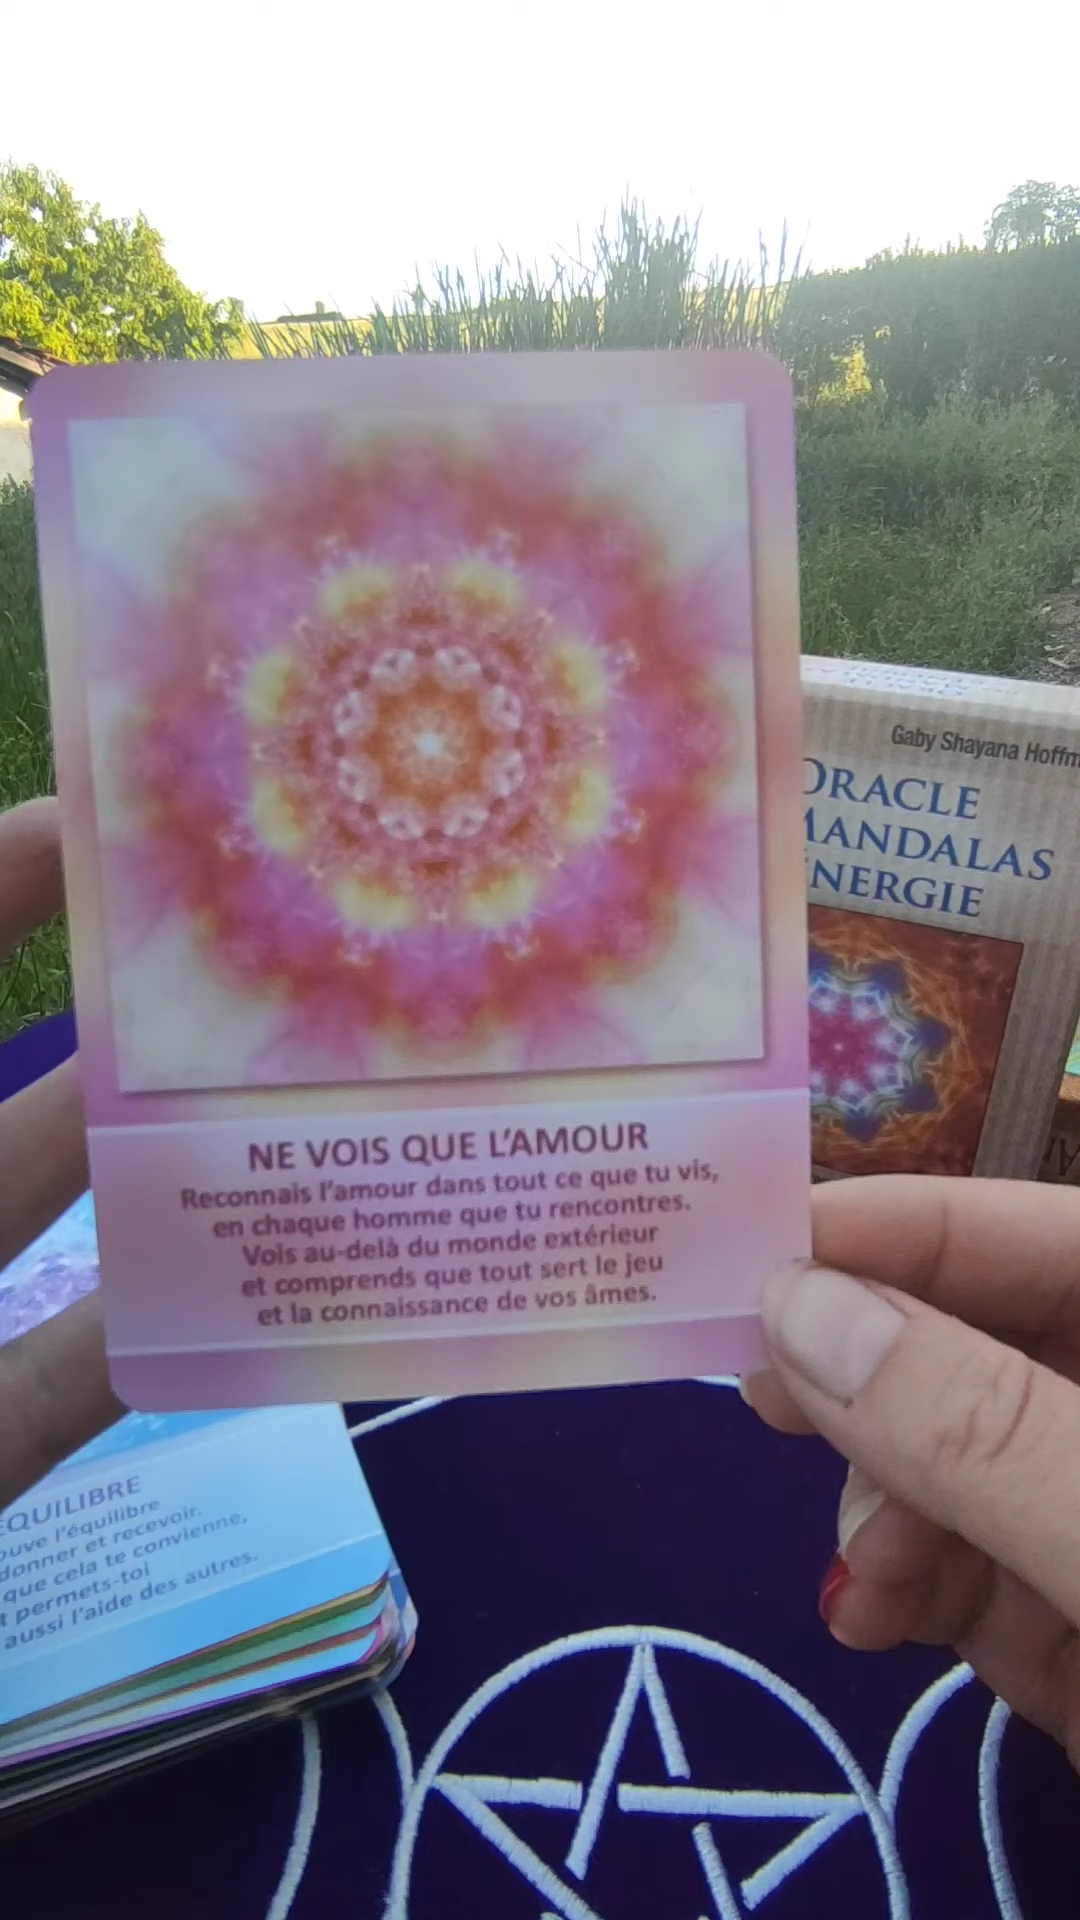 Gaby Shayana Hoffm
ORACLE
MANDALAS
ÉNERGIE
NE VOIS QUE L'AMOUR
Reconnais l'amour dans tout ce que tu vis,
en chaque homme que tu rencontres.
Vois au-delà du monde extérieur
et comprends que tout sert le jeu
et la connaissance de vos âmes.
ÉQUILIBRE
ouve l'équilibre
donner et recevoir.
que cela te convienne,
t permets-toi
aussi l'aide des autres.